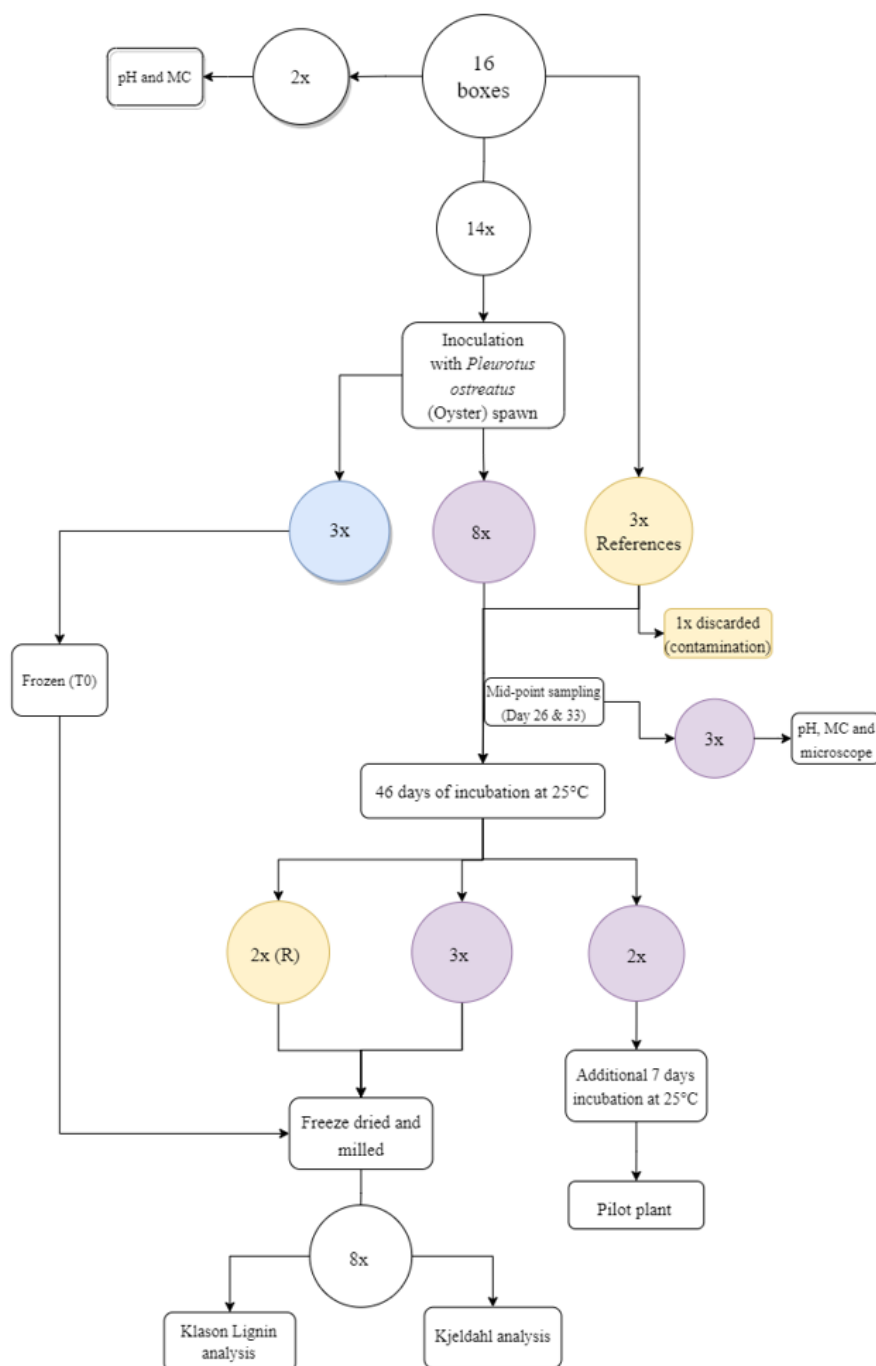 16
boxes
2x
pH and MC
14x
Inoculation
with Pleurotus
ostreatus
(Oyster) spawn
3x
8x
3x
References
1x discarded
(contamination)
Frozen (T0)
Mid-point sampling
(Day 26 & 33)
3x
pH, MC and
microscope
46 days of incubation at 25°C
2x (R)
3x
2x
Additional 7 days
incubation at 25°C
Freeze dried and
milled
Pilot plant
8x
Klason Lignin
analysis
Kjeldahl analysis